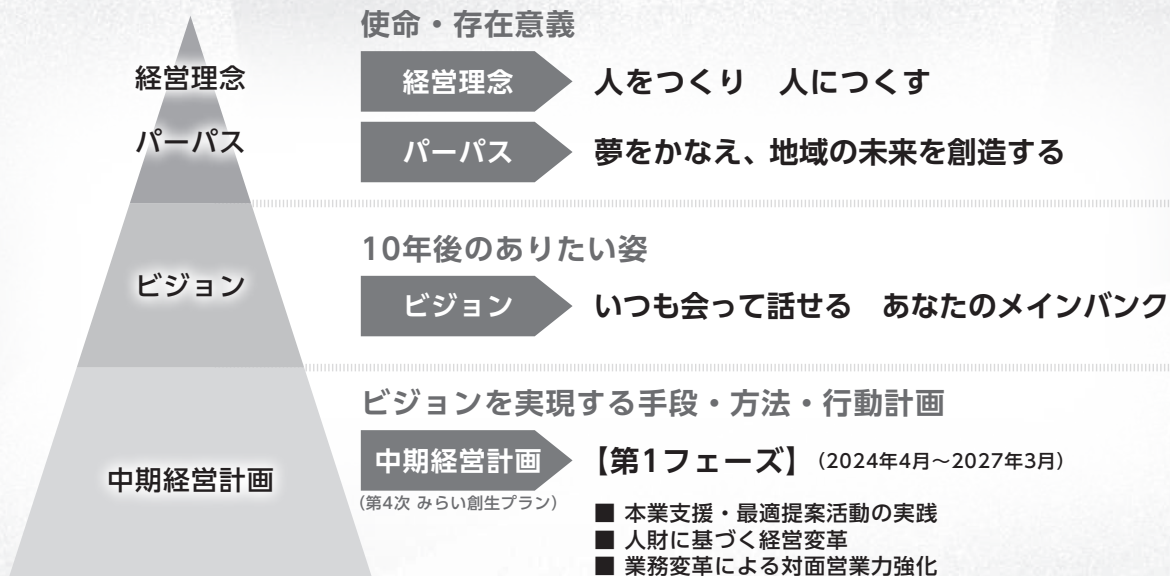 使命・存在意義
経営理念
パーパス
経営理念 人をつくり 人につくす
パーパス 夢をかなえ、地域の未来を創造する
10年後のありたい姿
ビジョン
ビジョン いつも会って話せる あなたのメインバンク
ビジョンを実現する手段・方法・行動計画
中期経営計画
中期経営計画 【第1フェーズ】(2024年4月~2027年3月)
(第4次 みらい創生プラン)
■ 本業支援・最適提案活動の実践
■ 人財に基づく経営変革
■ 業務変革による対面営業力強化